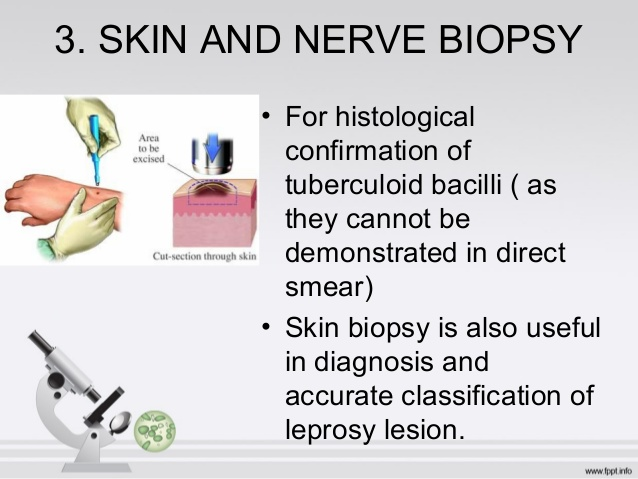 3. SKIN AND NERVE BIOPSY
Area
to be
excised
Cut-section through skin
• For histological
confirmation of
tuberculoid bacilli ( as
they cannot be
demonstrated in direct
smear)
• Skin biopsy is also useful
in diagnosis and
accurate classification of
leprosy lesion.
www.fppt.info